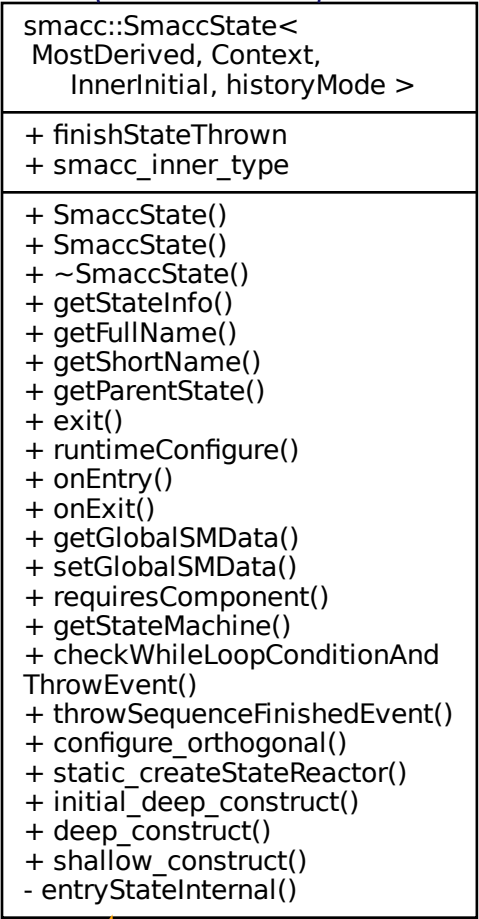 smacc::SmaccState<
MostDerived, Context,
InnerInitial, historyMode >
+ finishStateThrown
+ smacc_inner_type
+ SmaccState()
+ SmaccState()
+ ~SmaccState()
+ getStateInfo()
+ getFullName()
+ getShortName()
+ getParentState()
+ exit()
+ runtimeConfigure()
+ onEntry()
+ onExit()
+ getGlobalSMData()
+ setGlobalSMData()
+ requiresComponent()
+ getStateMachine()
+ checkWhileLoopConditionAnd
ThrowEvent()
+ throwSequenceFinishedEvent()
+ configure_orthogonal()
+ static_createStateReactor()
+ initial_deep_construct()
+ deep_construct()
+ shallow_construct()
- entryStateInternal()